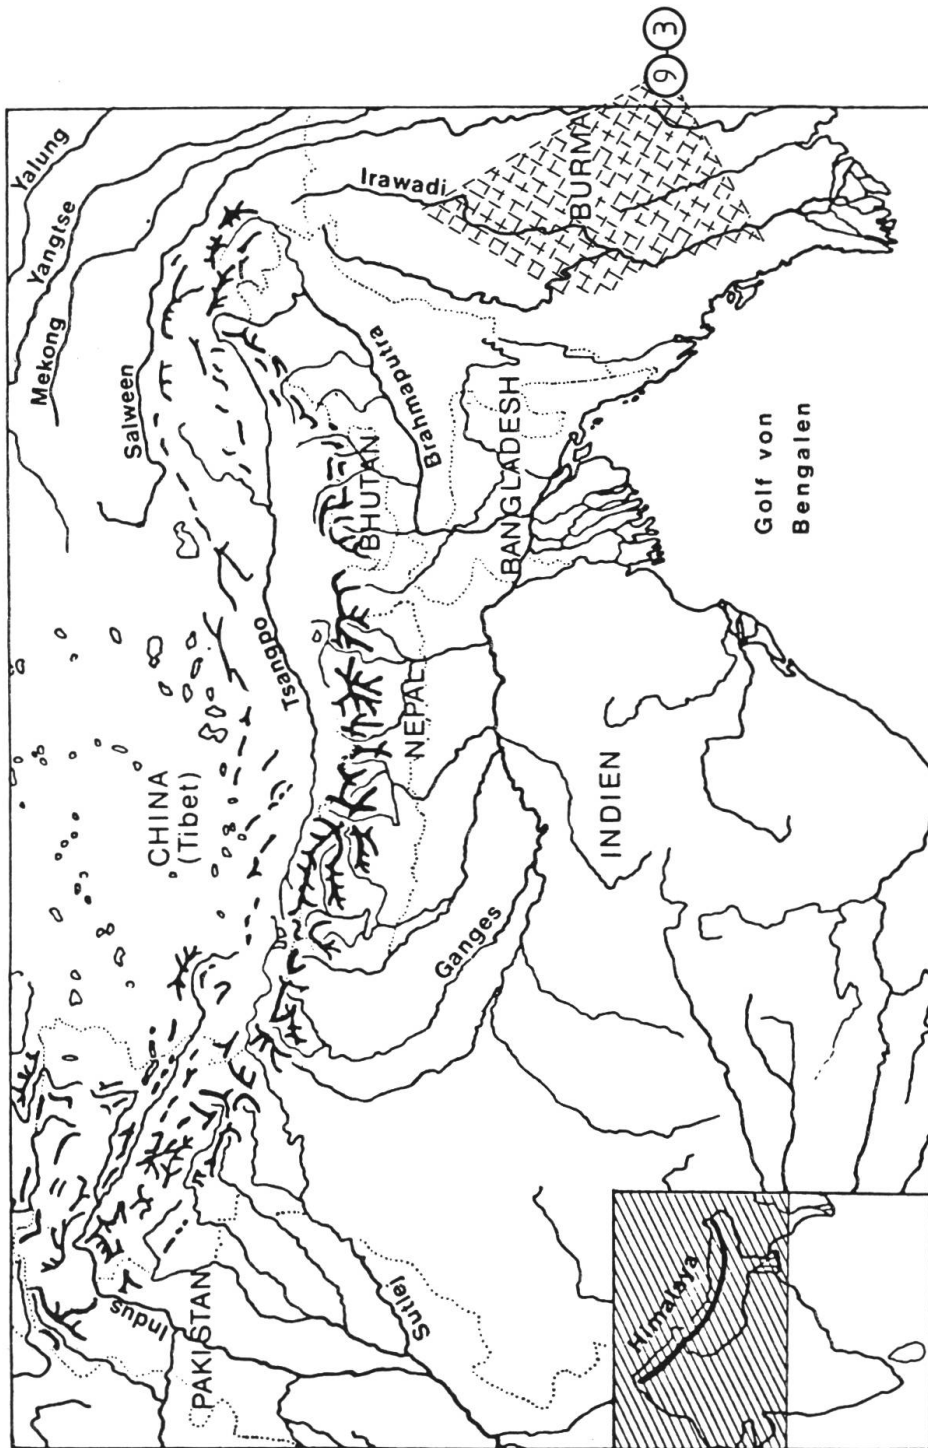 Yalung
Yangtse
Mekong
Salween
Irawadi
BURMA
9
3
Brahmaputra
BHUTAN
BANGLADESH
Golf von
Bengalen
Tsangpo
CHINA
(Tibet)
NEPAL
INDIEN
Ganges
Indus
PAKISTAN
Sutlej
Himalaya